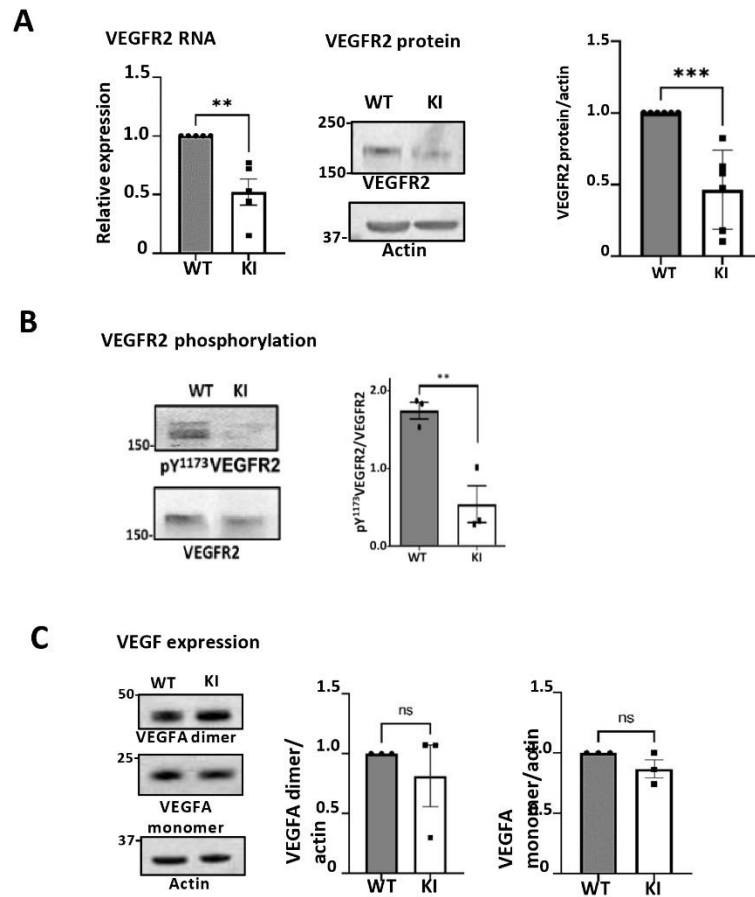 A
VEGFR2 RNA
Relative expression
1.5
1.0
0.5
0
**
WT KI
VEGFR2 protein
WT KI
250
150
VEGFR2
37-
Actin
VEGFR2 protein/actin
1.5
1.0
0.5
0
***
WT KI
B
VEGFR2 phosphorylation
WT KI
150-
pY1173VEGFR2
150-
VEGFR2
pY1173VEGFR2/VEGFR2
2.0
1.0
0.0
**
WT KI
C
VEGF expression
WT KI
50
VEGFA dimer
25
VEGFA
monomer
37
Actin
VEGFA dimer/
actin
1.5
1.0
0.5
0
ns
WT KI
VEGFA
monomer/actin
1.5
1.0
0.5
0
ns
WT KI